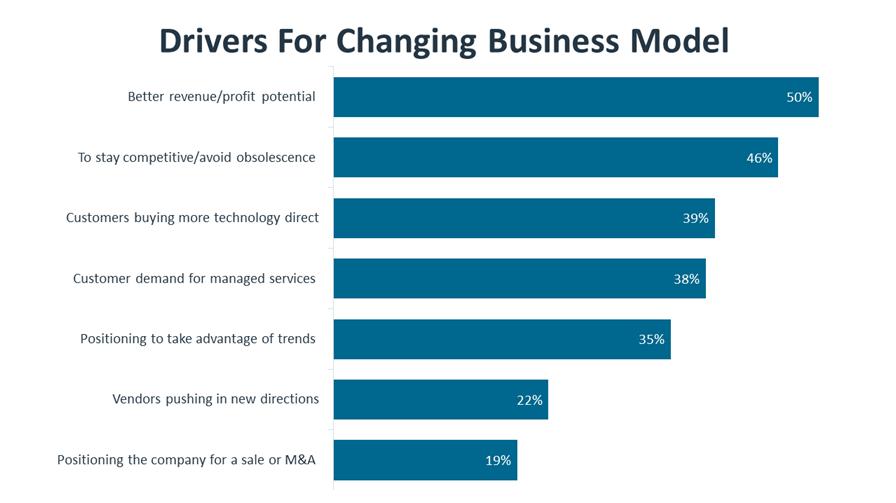 Drivers For Changing Business Model
Better revenue/profit potential 50%
To stay competitive/avoid obsolescence 46%
Customers buying more technology direct 39%
Customer demand for managed services 38%
Positioning to take advantage of trends 35%
Vendors pushing in new directions 22%
Positioning the company for a sale or M&A 19%